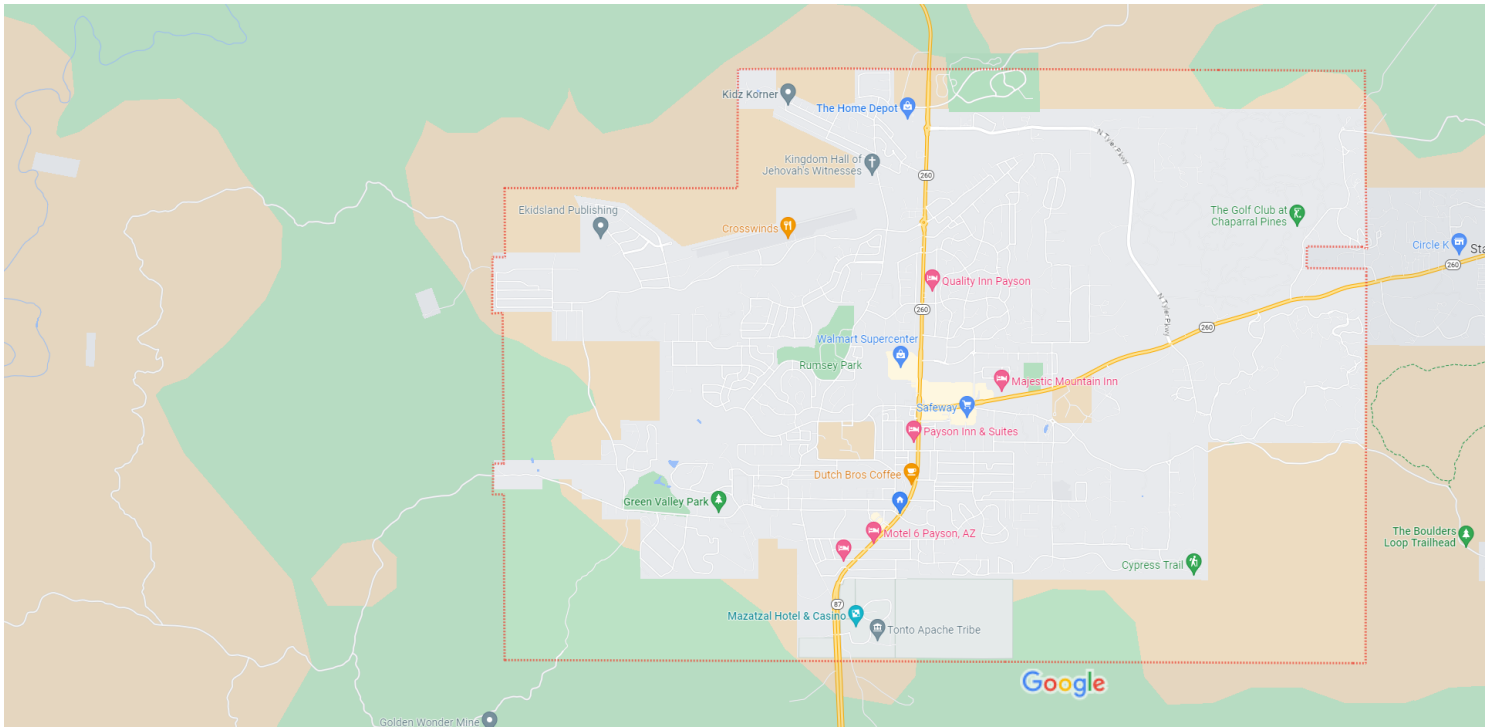 Kidz Korner
The Home Depot
N Tyler Pkwy
Kingdom Hall of
Jehovah's Witnesses
260
Ekidsland Publishing
The Golf Club at
Chaparral Pines
Crosswinds
Circle K
Sta
260
Quality Inn Payson
N Tyler Pkwy
260
260
Walmart Supercenter
Rumsey Park
Majestic Mountain Inn
Safeway
Payson Inn & Suites
Dutch Bros Coffee
Green Valley Park
Motel 6 Payson, AZ
The Boulders
Loop Trailhead
Cypress Trail
87
Mazatzal Hotel & Casino
Tonto Apache Tribe
Google
Golden Wonder Mine